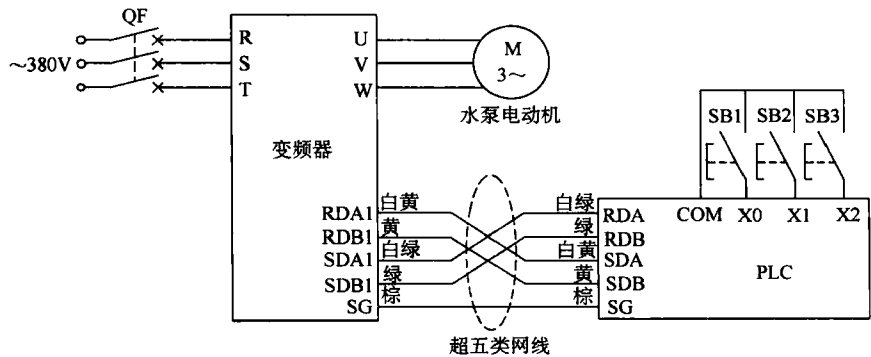 QF
~380V
R
S
T
U
V
W
M
3~
水泵电动机
变频器
SB1 SB2 SB3
COM X0 X1 X2
RDA1
RDB1
SDA1
SDB1
SG
白黄
黄
白绿
绿
棕
白绿
绿
白黄
黄
棕
RDA
RDB
SDA
SDB
SG
PLC
超五类网线